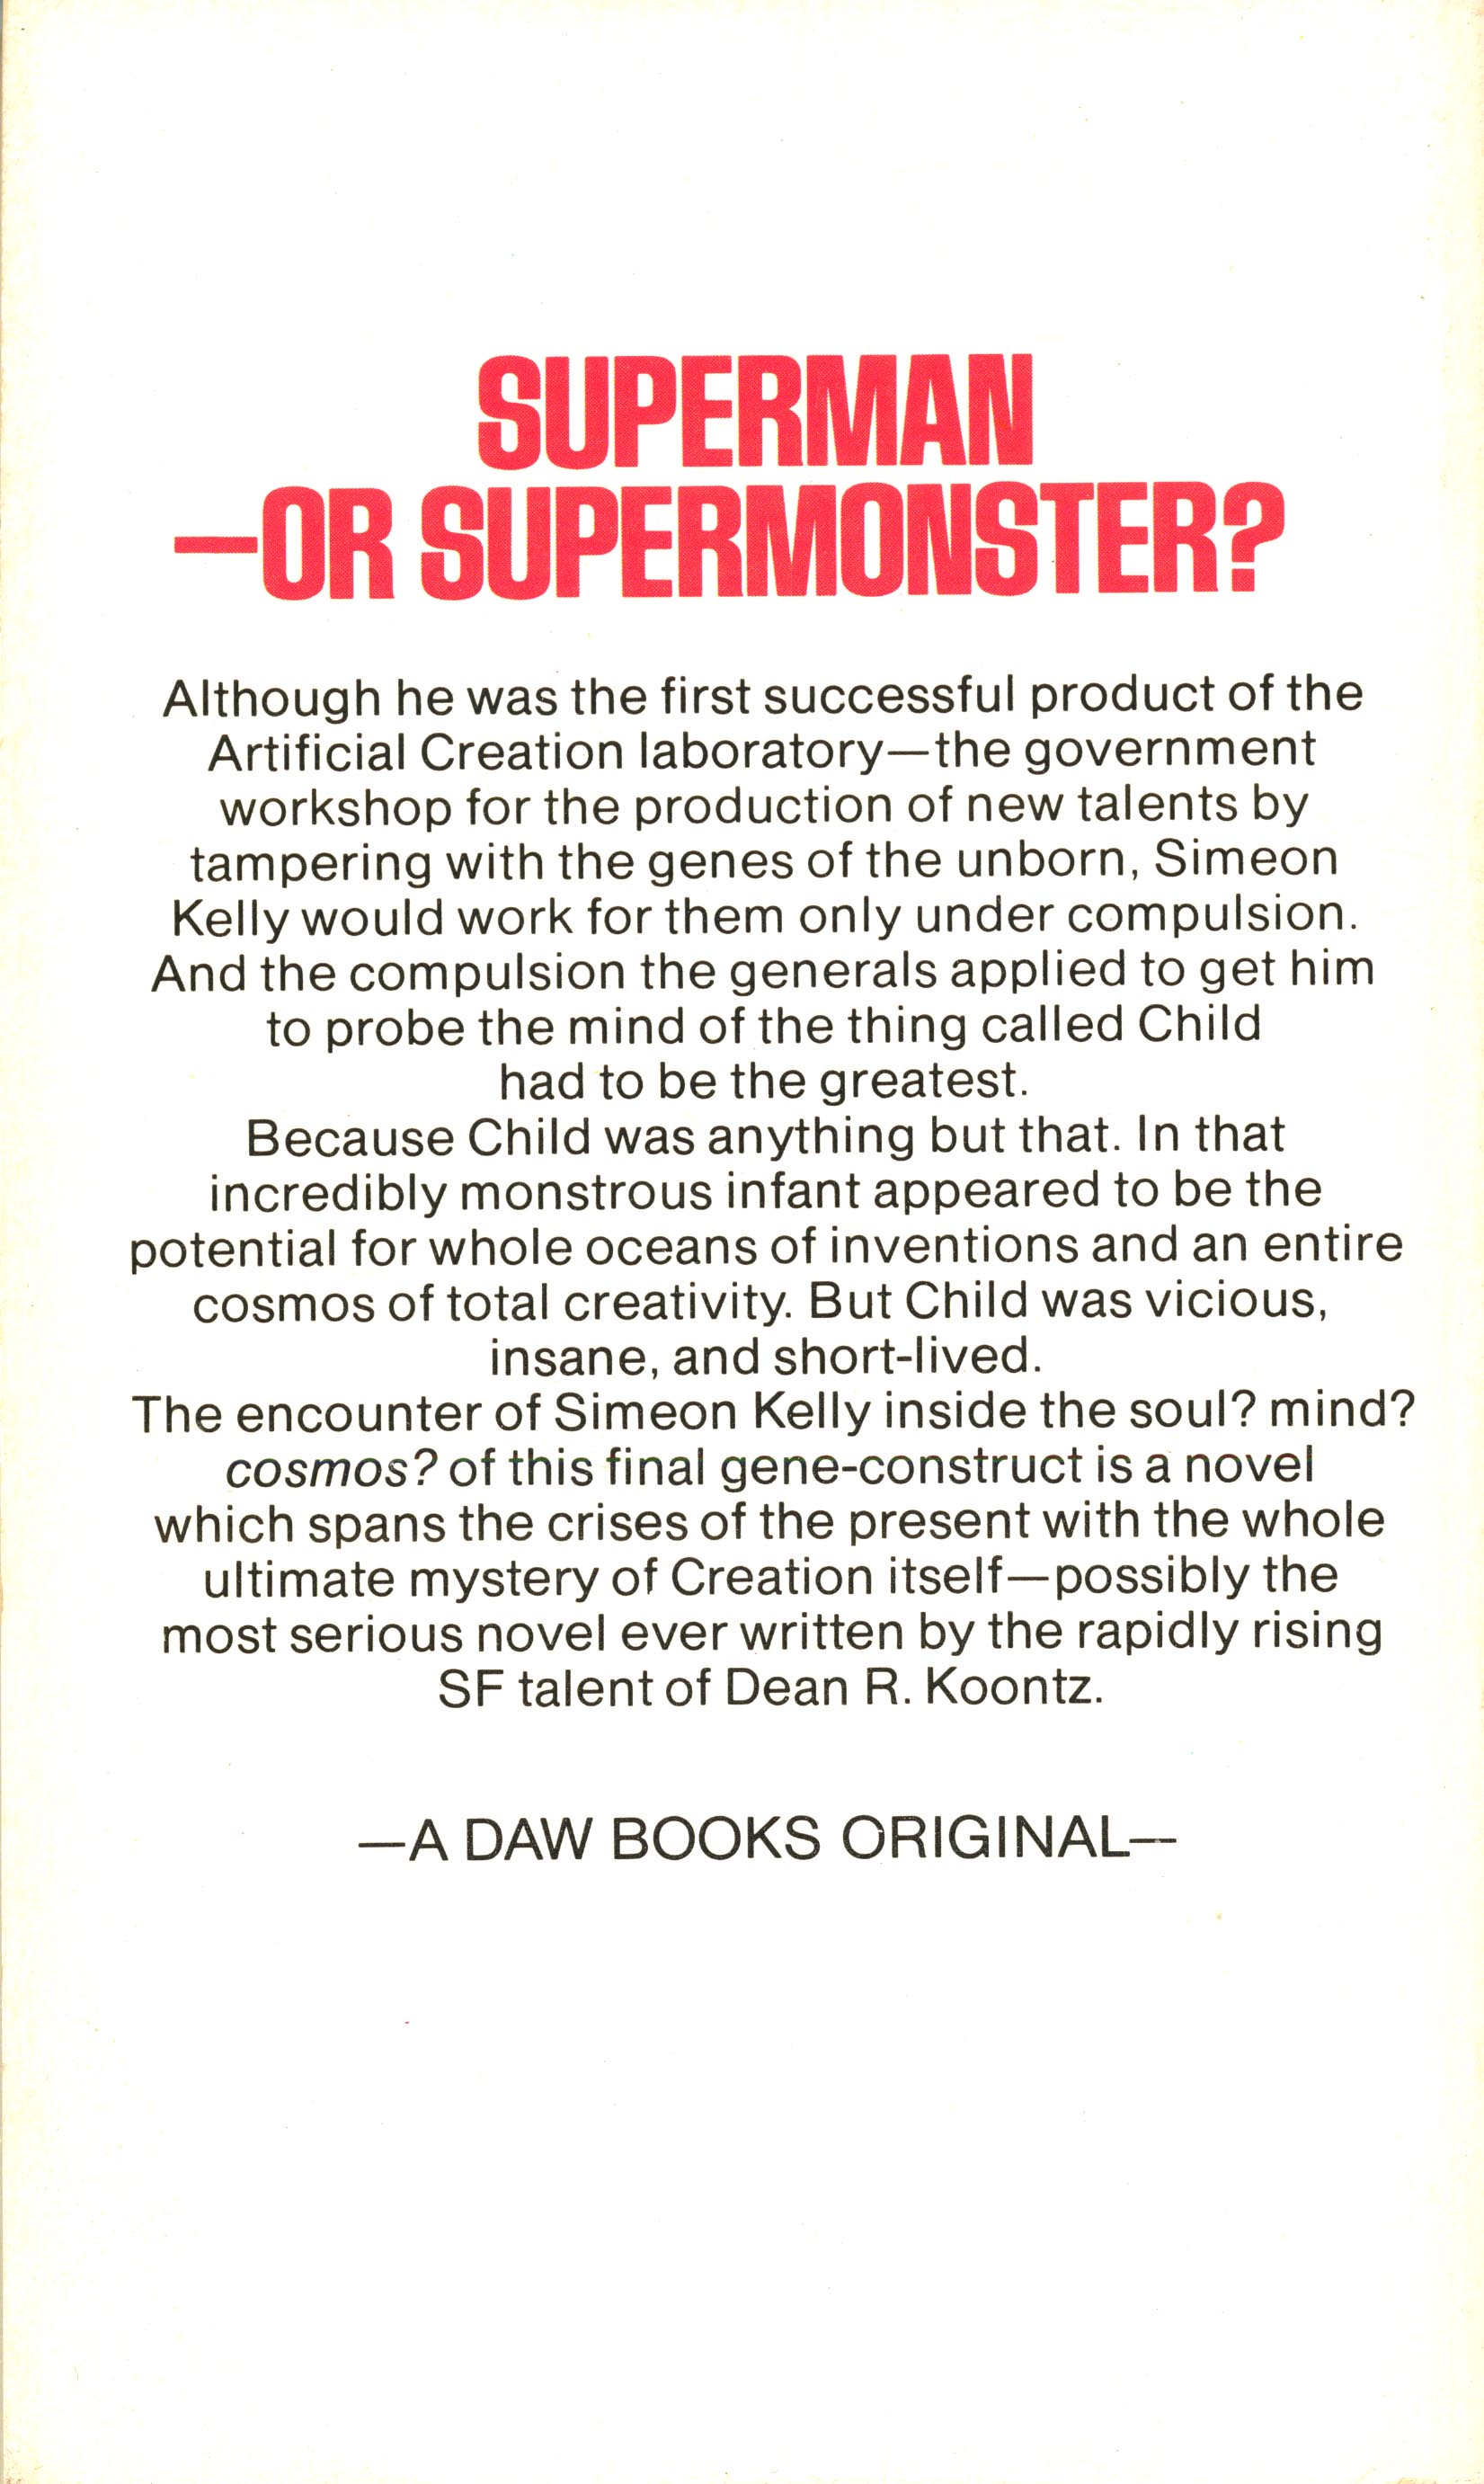 SUPERMAN
—OR SUPERMONSTER?
Although he was the first successful product of the
Artificial Creation laboratory—the government
workshop for the production of new talents by
tampering with the genes of the unborn, Simeon
Kelly would work for them only under compulsion.
And the compulsion the generals applied to get him
to probe the mind of the thing called Child
had to be the greatest.
Because Child was anything but that. In that
incredibly monstrous infant appeared to be the
potential for whole oceans of inventions and an entire
cosmos of total creativity. But Child was vicious,
insane, and short-lived.
The encounter of Simeon Kelly inside the soul? mind?
cosmos? of this final gene-construct is a novel
which spans the crises of the present with the whole
ultimate mystery of Creation itself—possibly the
most serious novel ever written by the rapidly rising
SF talent of Dean R. Koontz.
—A DAW BOOKS ORIGINAL—